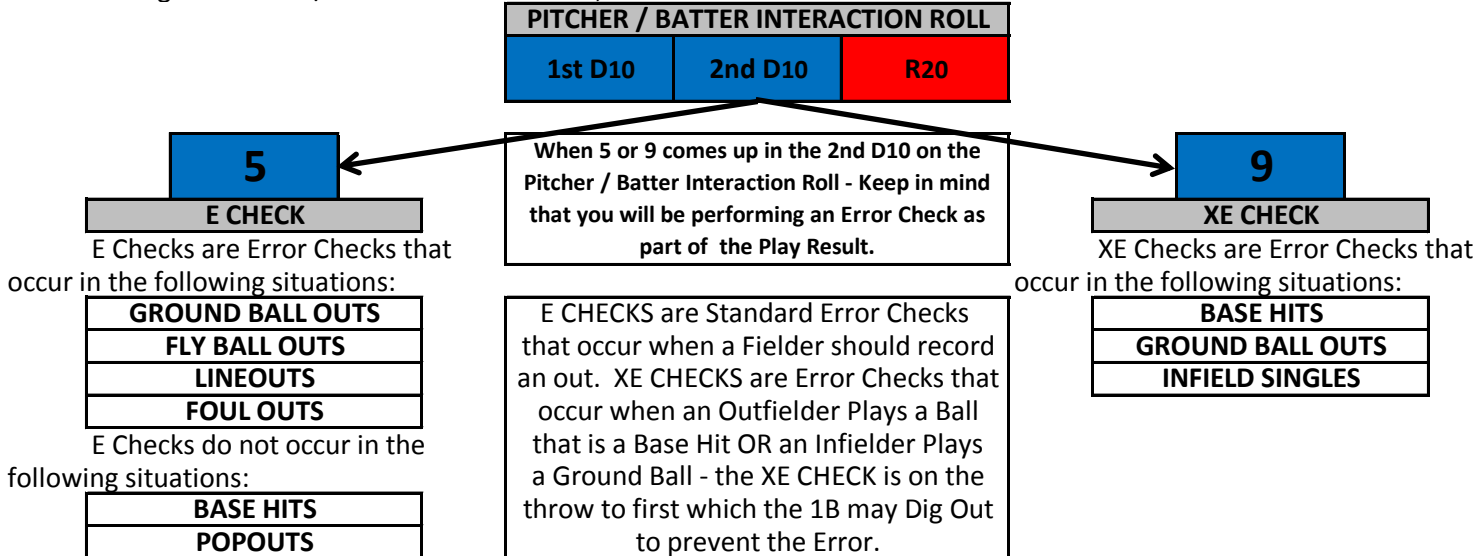 PITCHER / BATTER INTERACTION ROLL
1st D10 2nd D10 R20
5
E CHECK
E Checks are Error Checks that
occur in the following situations:
GROUND BALL OUTS
FLY BALL OUTS
LINEOUTS
FOUL OUTS
E Checks do not occur in the
following situations:
BASE HITS
POPOUTS
When 5 or 9 comes up in the 2nd D10 on the
Pitcher / Batter Interaction Roll - Keep in mind
that you will be performing an Error Check as
part of the Play Result.
E CHECKS are Standard Error Checks
that occur when a Fielder should record
an out. XE CHECKS are Error Checks that
occur when an Outfielder Plays a Ball
that is a Base Hit OR an Infielder Plays
a Ground Ball - the XE CHECK is on the
throw to first which the 1B may Dig Out
to prevent the Error.
9
XE CHECK
XE Checks are Error Checks that
occur in the following situations:
BASE HITS
GROUND BALL OUTS
INFIELD SINGLES